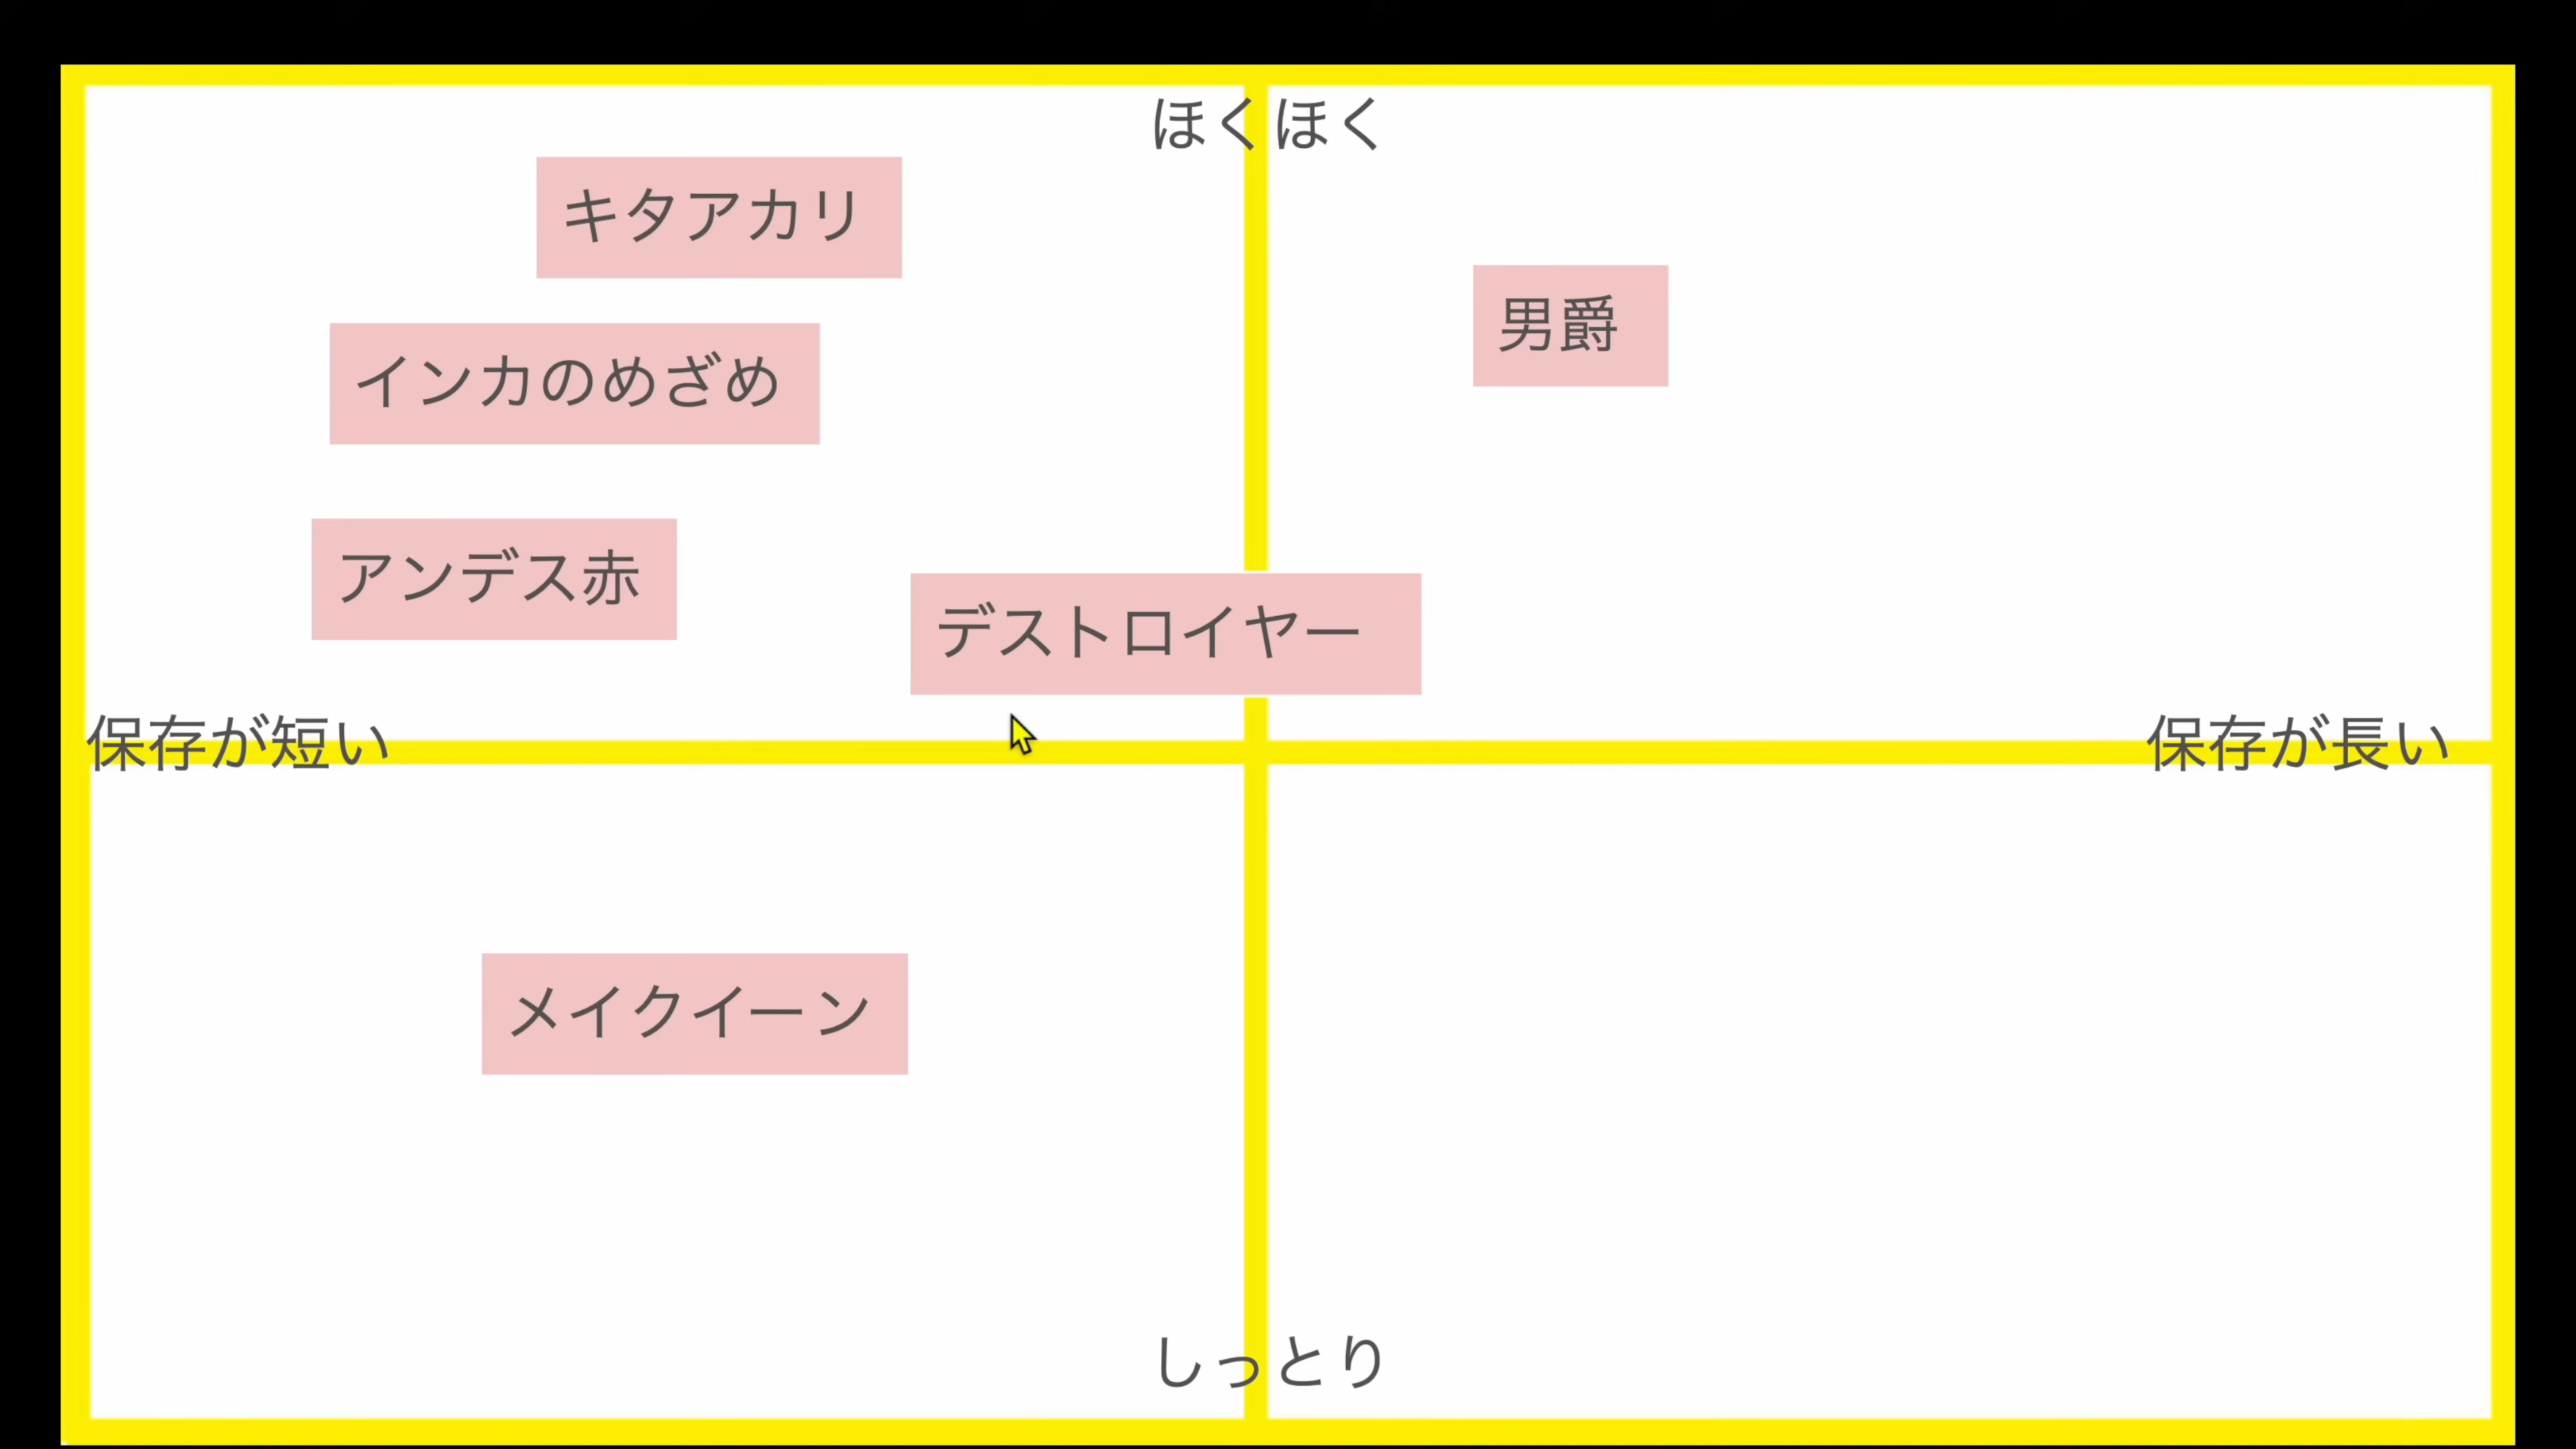 ほくほく
キタアカリ
男爵
インカのめざめ
アンデス赤
デストロイヤー
保存が短い
保存が長い
メイクイーン
しっとり